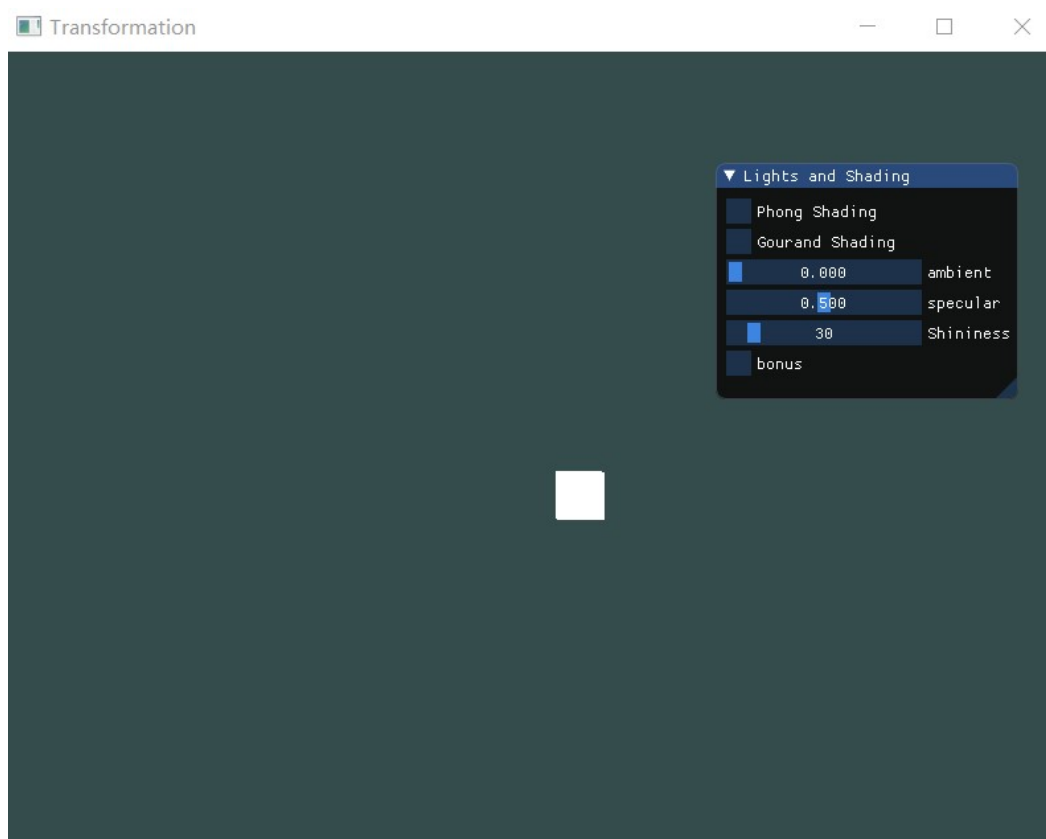 Transformation
Lights and Shading
Phong Shading
Gourand Shading
0.000 ambient
0.500 specular
30 Shininess
bonus